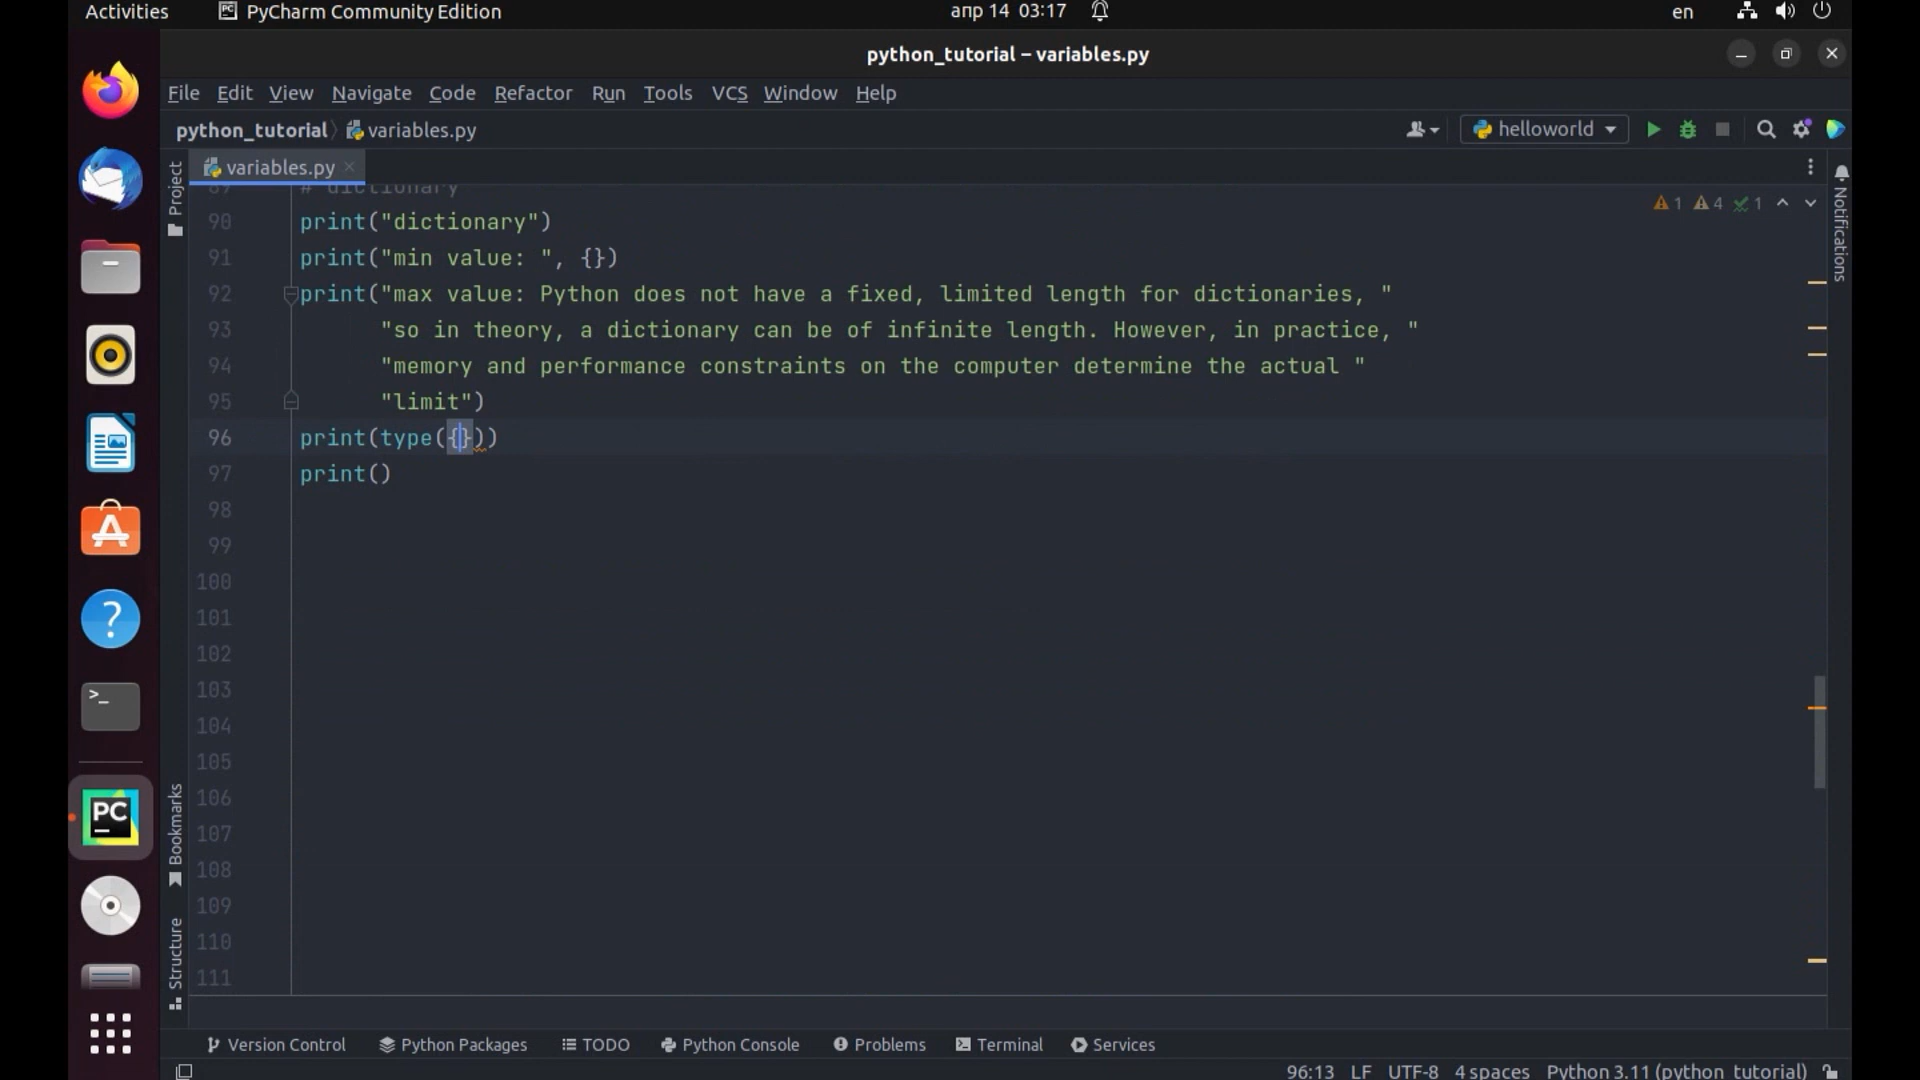 Activities
PyCharm Community Edition
апр 14 03:17
en
python_tutorial – variables.py
File Edit View Navigate Code Refactor Run Tools VCS Window Help
python_tutorial variables.py
helloworld
variables.py
Project
Notifications
1 4 1
89 # dictionary
90 print("dictionary")
91 print("min value: ", {})
92 print("max value: Python does not have a fixed, limited length for dictionaries, "
93 "so in theory, a dictionary can be of infinite length. However, in practice, "
94 "memory and performance constraints on the computer determine the actual "
95 "limit")
96 print(type({}))
97 print()
98
99
100
101
102
103
104
105
106
107
108
109
110
111
PC
Bookmarks
Structure
Version Control Python Packages TODO Python Console Problems Terminal Services
96:13 LF UTF-8 4 spaces Python 3.11 (python_tutorial)